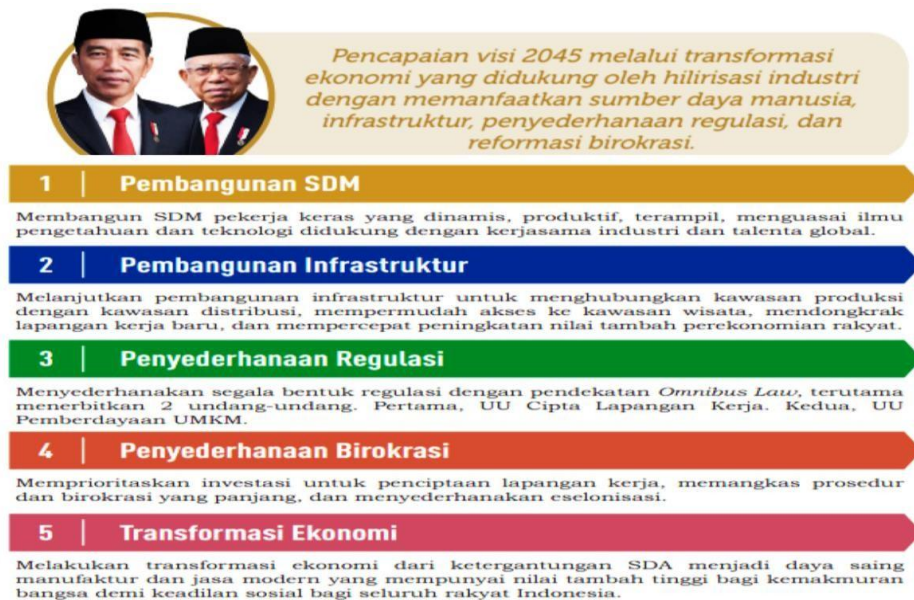 Pencapaian visi 2045 melalui transformasi
ekonomi yang didukung oleh hilirisasi industri
dengan memanfaatkan sumber daya manusia,
infrastruktur, penyederhanaan regulasi, dan
reformasi birokrasi.
1 | Pembangunan SDM
Membangun SDM pekerja keras yang dinamis, produktif, terampil, menguasai ilmu
pengetahuan dan teknologi didukung dengan kerjasama industri dan talenta global.
2 | Pembangunan Infrastruktur
Melanjutkan pembangunan infrastruktur untuk menghubungkan kawasan produksi
dengan kawasan distribusi, mempermudah akses ke kawasan wisata, mendongkrak
lapangan kerja baru, dan mempercepat peningkatan nilai tambah perekonomian rakyat.
3 | Penyederhanaan Regulasi
Menyederhanakan segala bentuk regulasi dengan pendekatan Omnibus Law, terutama
menerbitkan 2 undang-undang. Pertama, UU Cipta Lapangan Kerja. Kedua, UU
Pemberdayaan UMKM.
4 | Penyederhanaan Birokrasi
Memprioritaskan investasi untuk penciptaan lapangan kerja, memangkas prosedur
dan birokrasi yang panjang, dan menyederhanakan eselonisasi.
5 | Transformasi Ekonomi
Melakukan transformasi ekonomi dari ketergantungan SDA menjadi daya saing
manufaktur dan jasa modern yang mempunyai nilai tambah tinggi bagi kemakmuran
bangsa demi keadilan sosial bagi seluruh rakyat Indonesia.